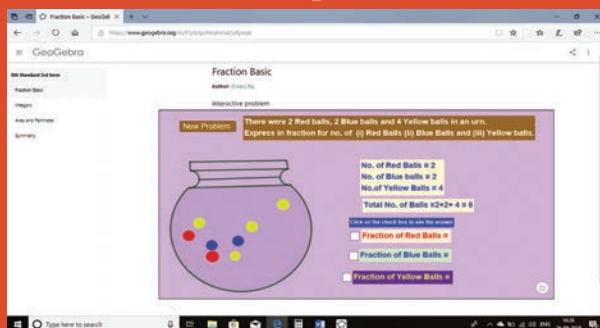 Fraction Basic - GeoGeb
GeoGebra
6th Standard 3rd term
Fraction Basic
Integers
Area and Perimeter
Symmetry
Fraction Basic
Author:
interactive problem
New Problem
There were 2 Red balls, 2 Blue balls and 4 Yellow balls in an urn.
Express in fraction for no. of (i) Red Balls (ii) Blue Balls and (iii) Yellow balls.
No. of Red Balls = 2
No. of Blue balls = 2
No.of Yellow Balls = 4
Total No. of Balls =2+2+ 4 = 8
Click on the check box to see the answer
Fraction of Red Balls =
Fraction of Blue Balls =
Fraction of Yellow Balls =
Type here to search
ENG